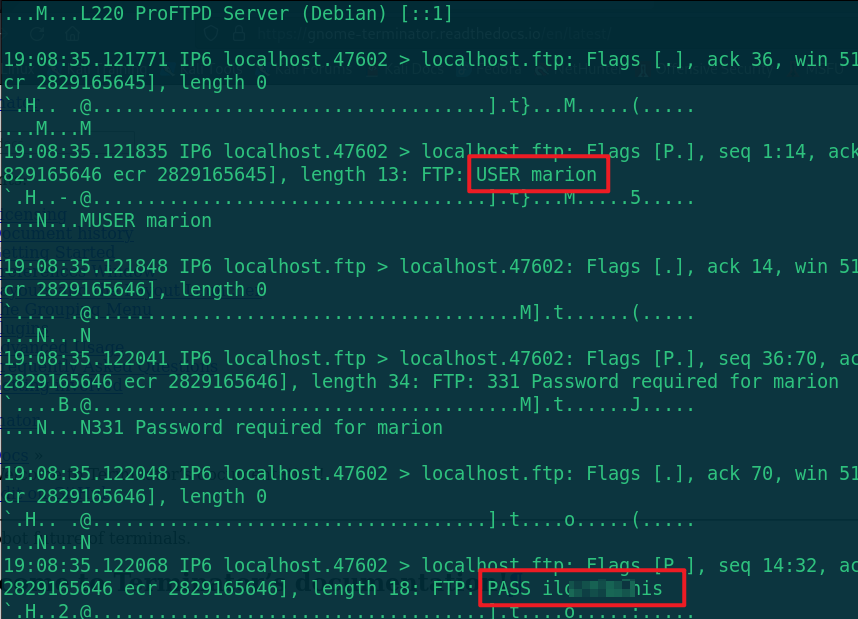 ...M...L220 ProFTPD Server (Debian) [::1]
19:08:35.121771 IP6 localhost.47602 > localhost.ftp: Flags [.], ack 36, win 51
cr 2829165645], length 0
`.H.. .@....................................].t}...M.....(.....
...M...M
19:08:35.121835 IP6 localhost.47602 > localhost.ftp: Flags [P.], seq 1:14, ack
829165646 ecr 2829165645], length 13: FTP: USER marion
`.H..-.@....................................].t}...M.....5.....
...N...MUSER marion
19:08:35.121848 IP6 localhost.ftp > localhost.47602: Flags [.], ack 14, win 51
cr 2829165646], length 0
`.... .@.......................................M].t......(.....
...N...N
19:08:35.122041 IP6 localhost.ftp > localhost.47602: Flags [P.], seq 36:70, ac
2829165646 ecr 2829165646], length 34: FTP: 331 Password required for marion
`....B.@.......................................M].t......J.....
...N...N331 Password required for marion
19:08:35.122048 IP6 localhost.47602 > localhost.ftp: Flags [.], ack 70, win 51
cr 2829165646], length 0
`.H.. .@....................................].t....o.....(.....
...N...N
19:08:35.122068 IP6 localhost.47602 > localhost.ftp: Flags [P.], seq 14:32, ac
2829165646 ecr 2829165646], length 18: FTP: PASS
`.H..2.@....................................].t....o.....:.....